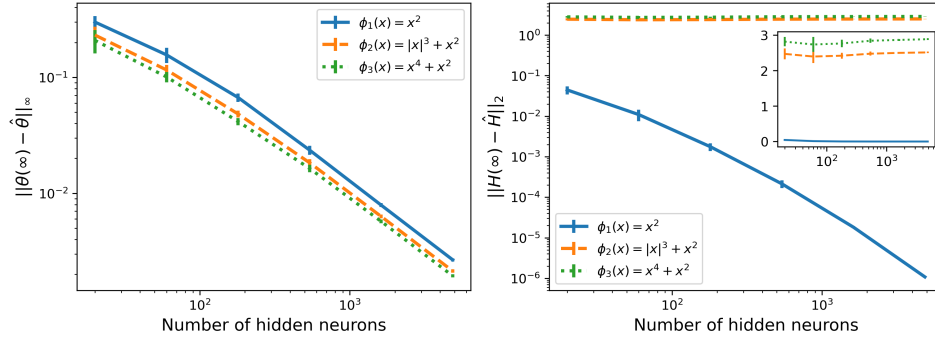 10⁻¹
10⁻²
||θ(∞) − θ̂||∞
10²
10³
Number of hidden neurons
ϕ₁(x) = x²
ϕ₂(x) = |x|³ + x²
ϕ₃(x) = x⁴ + x²
10⁰
10⁻¹
10⁻²
10⁻³
10⁻⁴
10⁻⁵
10⁻⁶
||H(∞) − Ĥ||₂
3
2
1
0
10²
10³
ϕ₁(x) = x²
ϕ₂(x) = |x|³ + x²
ϕ₃(x) = x⁴ + x²
10²
10³
Number of hidden neurons